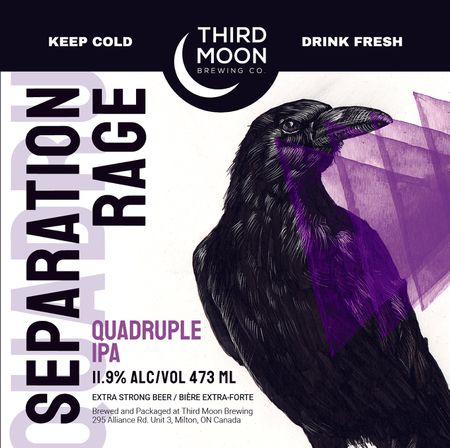 KEEP COLD
THIRD
MOON
BREWING CO.
DRINK FRESH
SEPARATION
RAGE
QUADRUPLE
IPA
11.9% ALC/VOL 473 ML
EXTRA STRONG BEER / BIÈRE EXTRA-FORTE
Brewed and Packaged at Third Moon Brewing
295 Alliance Rd. Unit 3, Milton, ON Canada